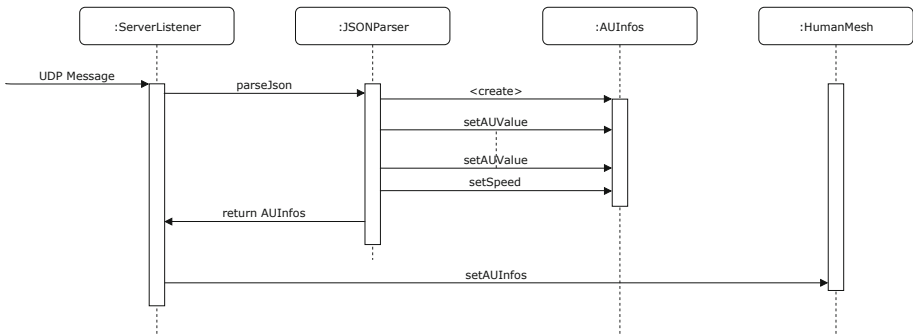 :ServerListener
:JSONParser
:AUInfos
:HumanMesh
UDP Message
parseJson
<create>
setAUValue
setAUValue
setSpeed
return AUInfos
setAUInfos